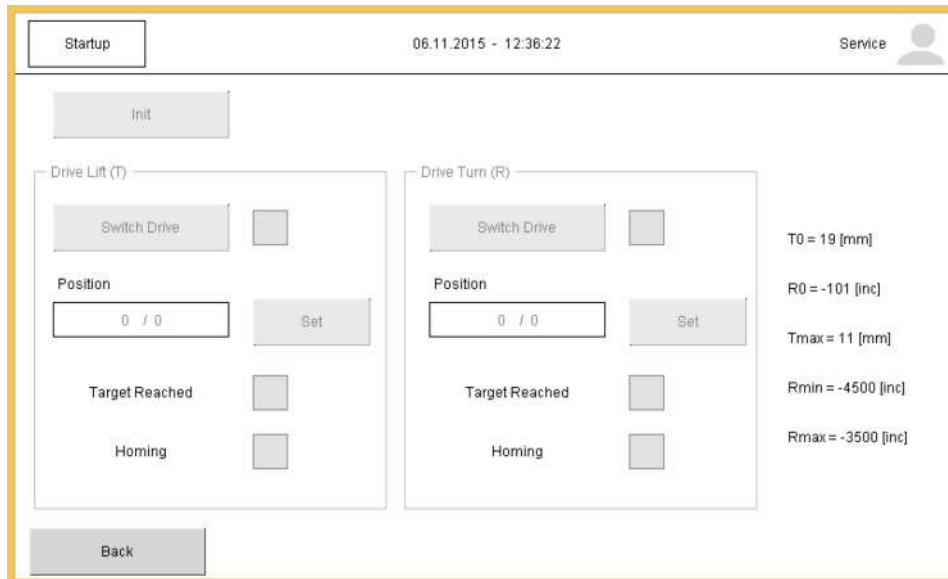 Startup
06.11.2015 - 12:36:22
Service
Init
Drive Lift (T)
Switch Drive
Position
0 / 0
Set
Target Reached
Homing
Drive Turn (R)
Switch Drive
Position
0 / 0
Set
Target Reached
Homing
T0 = 19 [mm]
R0 = -101 [inc]
Tmax = 11 [mm]
Rmin = -4500 [inc]
Rmax = -3500 [inc]
Back